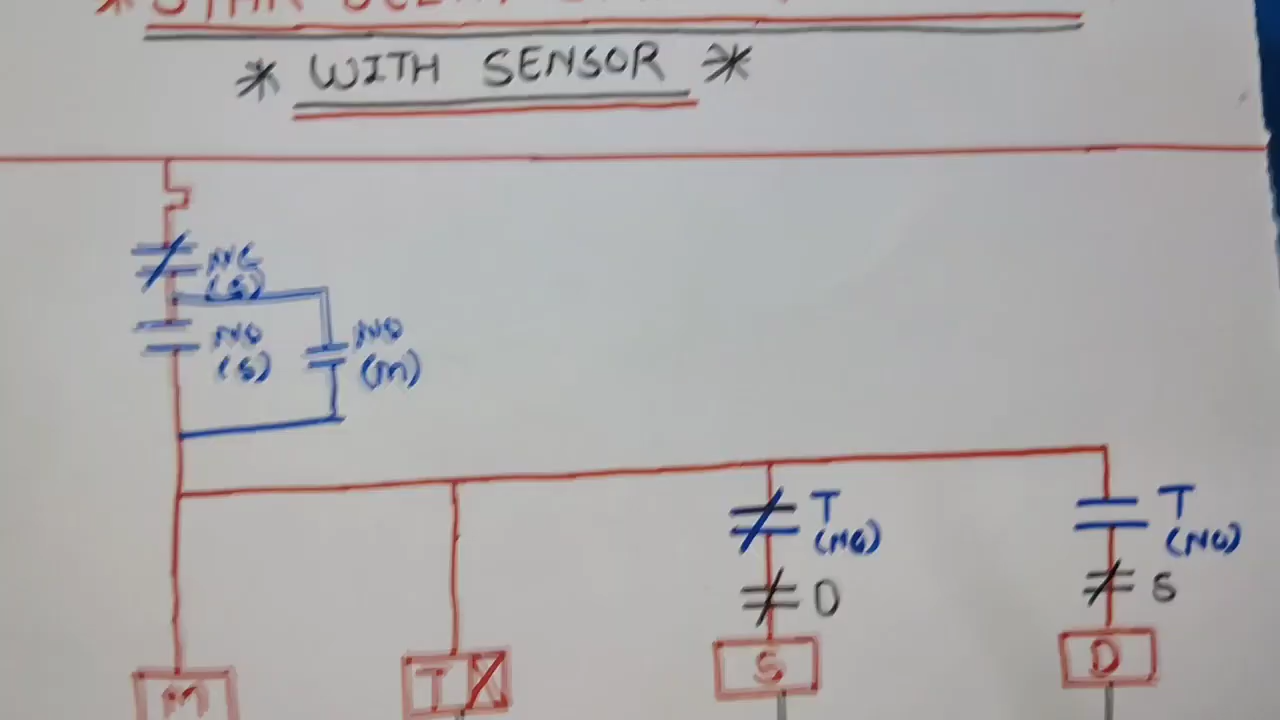 * WITH SENSOR *
NC
(S)
NO
(S)
NO
(M)
T
(NC)
D
T
(NO)
S
M
T
S
D